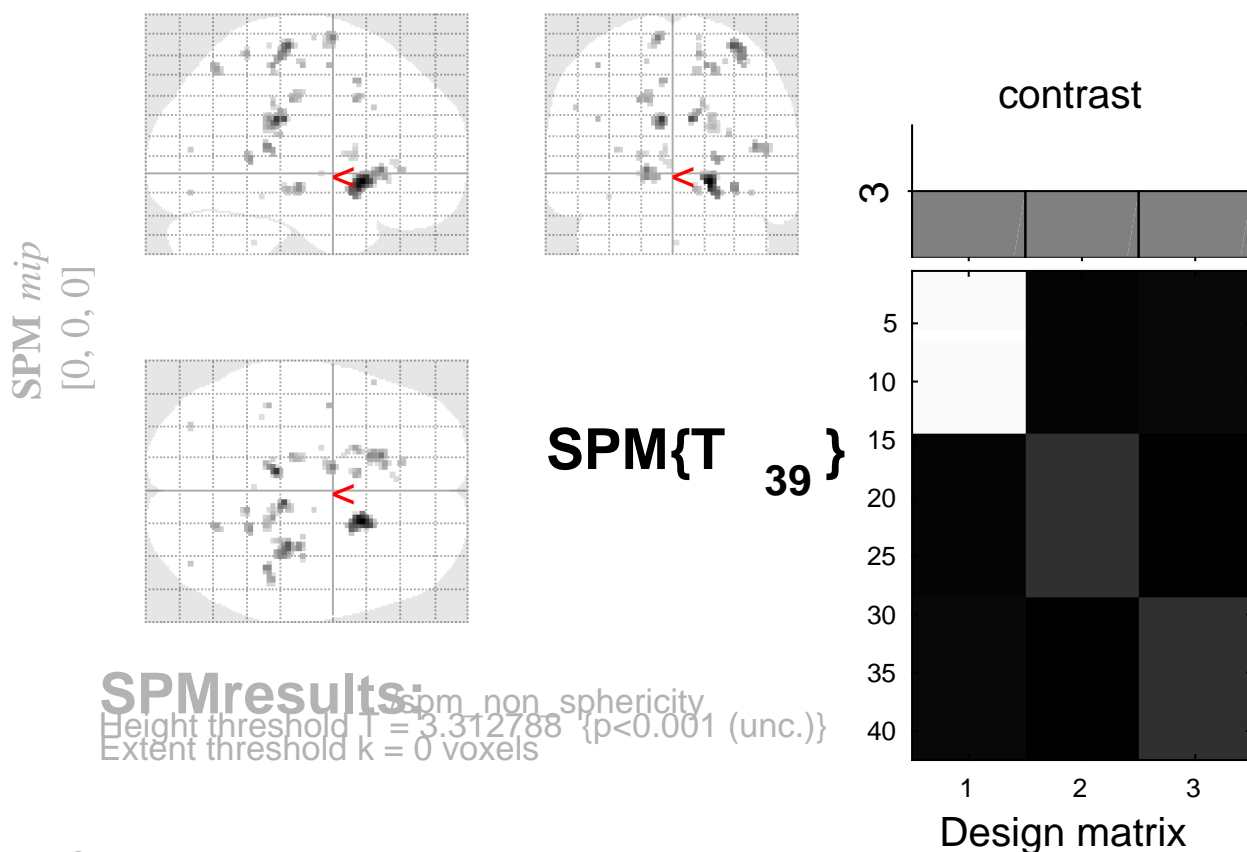 contrast
3
SPM mip
[0, 0, 0]
<
<
<
SPM{T 39}
5
10
15
20
25
30
35
40
1 2 3
Design matrix
SPMresults: ./spm_non_sphericity
Height threshold T = 3.312788 {p<0.001 (unc.)}
Extent threshold k = 0 voxels